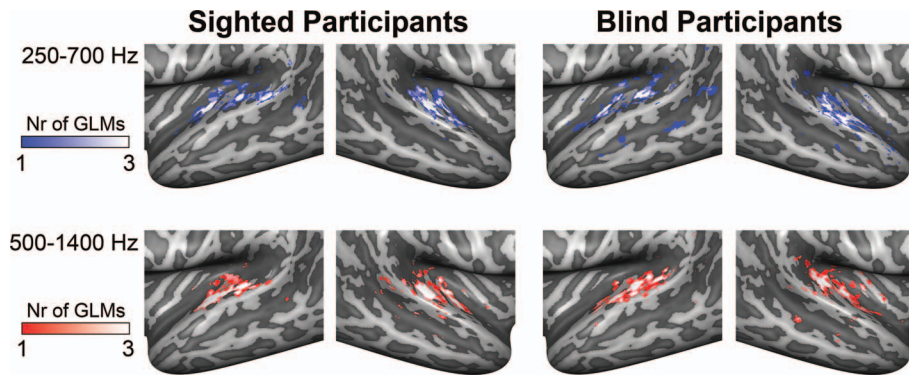 Sighted Participants
Blind Participants
250-700 Hz
Nr of GLMs
1 3
500-1400 Hz
Nr of GLMs
1 3